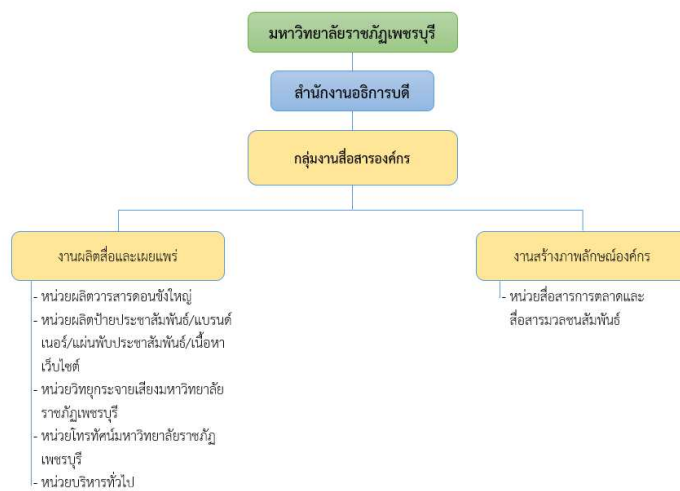 มหาวิทยาลัยราชภัฏเพชรบุรี
สำนักงานอธิการบดี
กลุ่มงานสื่อสารองค์กร
งานผลิตสื่อและเผยแพร่
- หน่วยผลิตวารสารดอนขังใหญ่
- หน่วยผลิตป้ายประชาสัมพันธ์/แบรนด์
เนอร์/แผ่นพับประชาสัมพันธ์/เนื้อหา
เว็บไซต์
- หน่วยวิทยุกระจายเสียงมหาวิทยาลัย
ราชภัฏเพชรบุรี
- หน่วยโทรทัศน์มหาวิทยาลัยราชภัฏ
เพชรบุรี
- หน่วยบริหารทั่วไป
งานสร้างภาพลักษณ์องค์กร
- หน่วยสื่อสารการตลาดและ
สื่อสารมวลชนสัมพันธ์